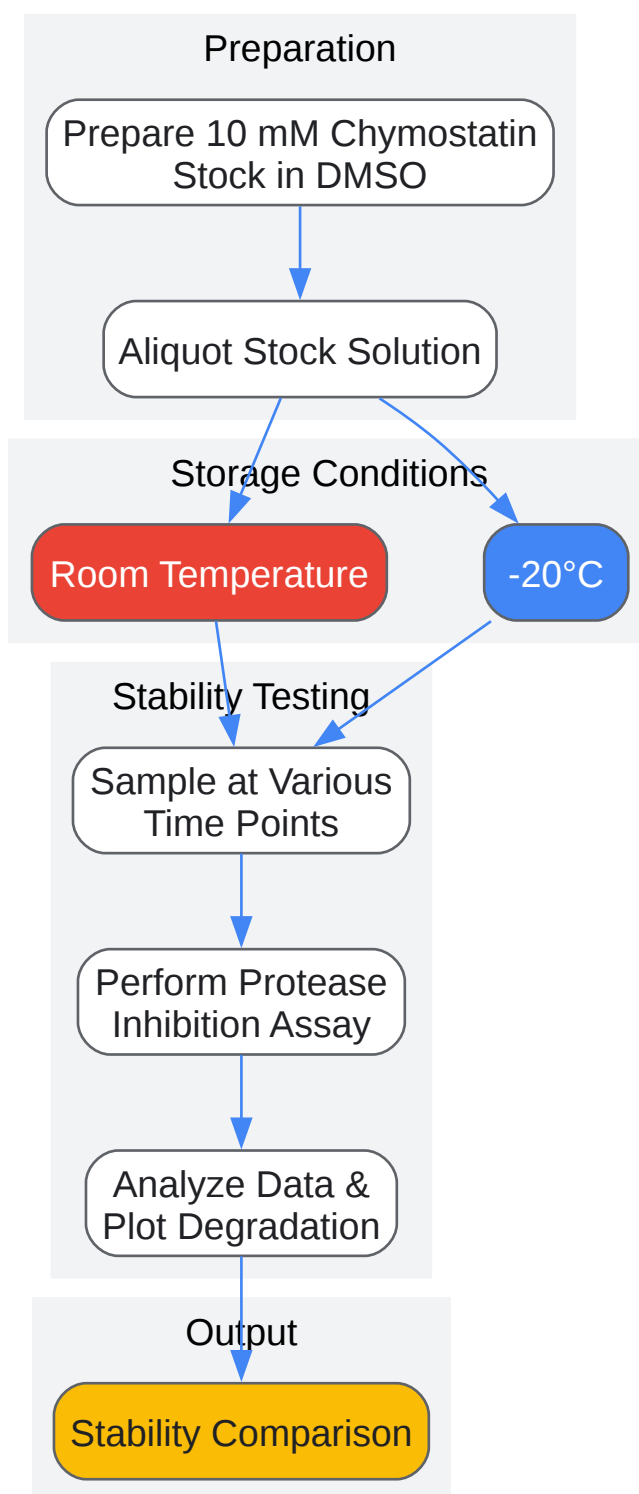 Preparation
Prepare 10 mM Chymostatin
Stock in DMSO
Aliquot Stock Solution
Storage Conditions
Room Temperature
-20°C
Stability Testing
Sample at Various
Time Points
Perform Protease
Inhibition Assay
Analyze Data &
Plot Degradation
Output
Stability Comparison